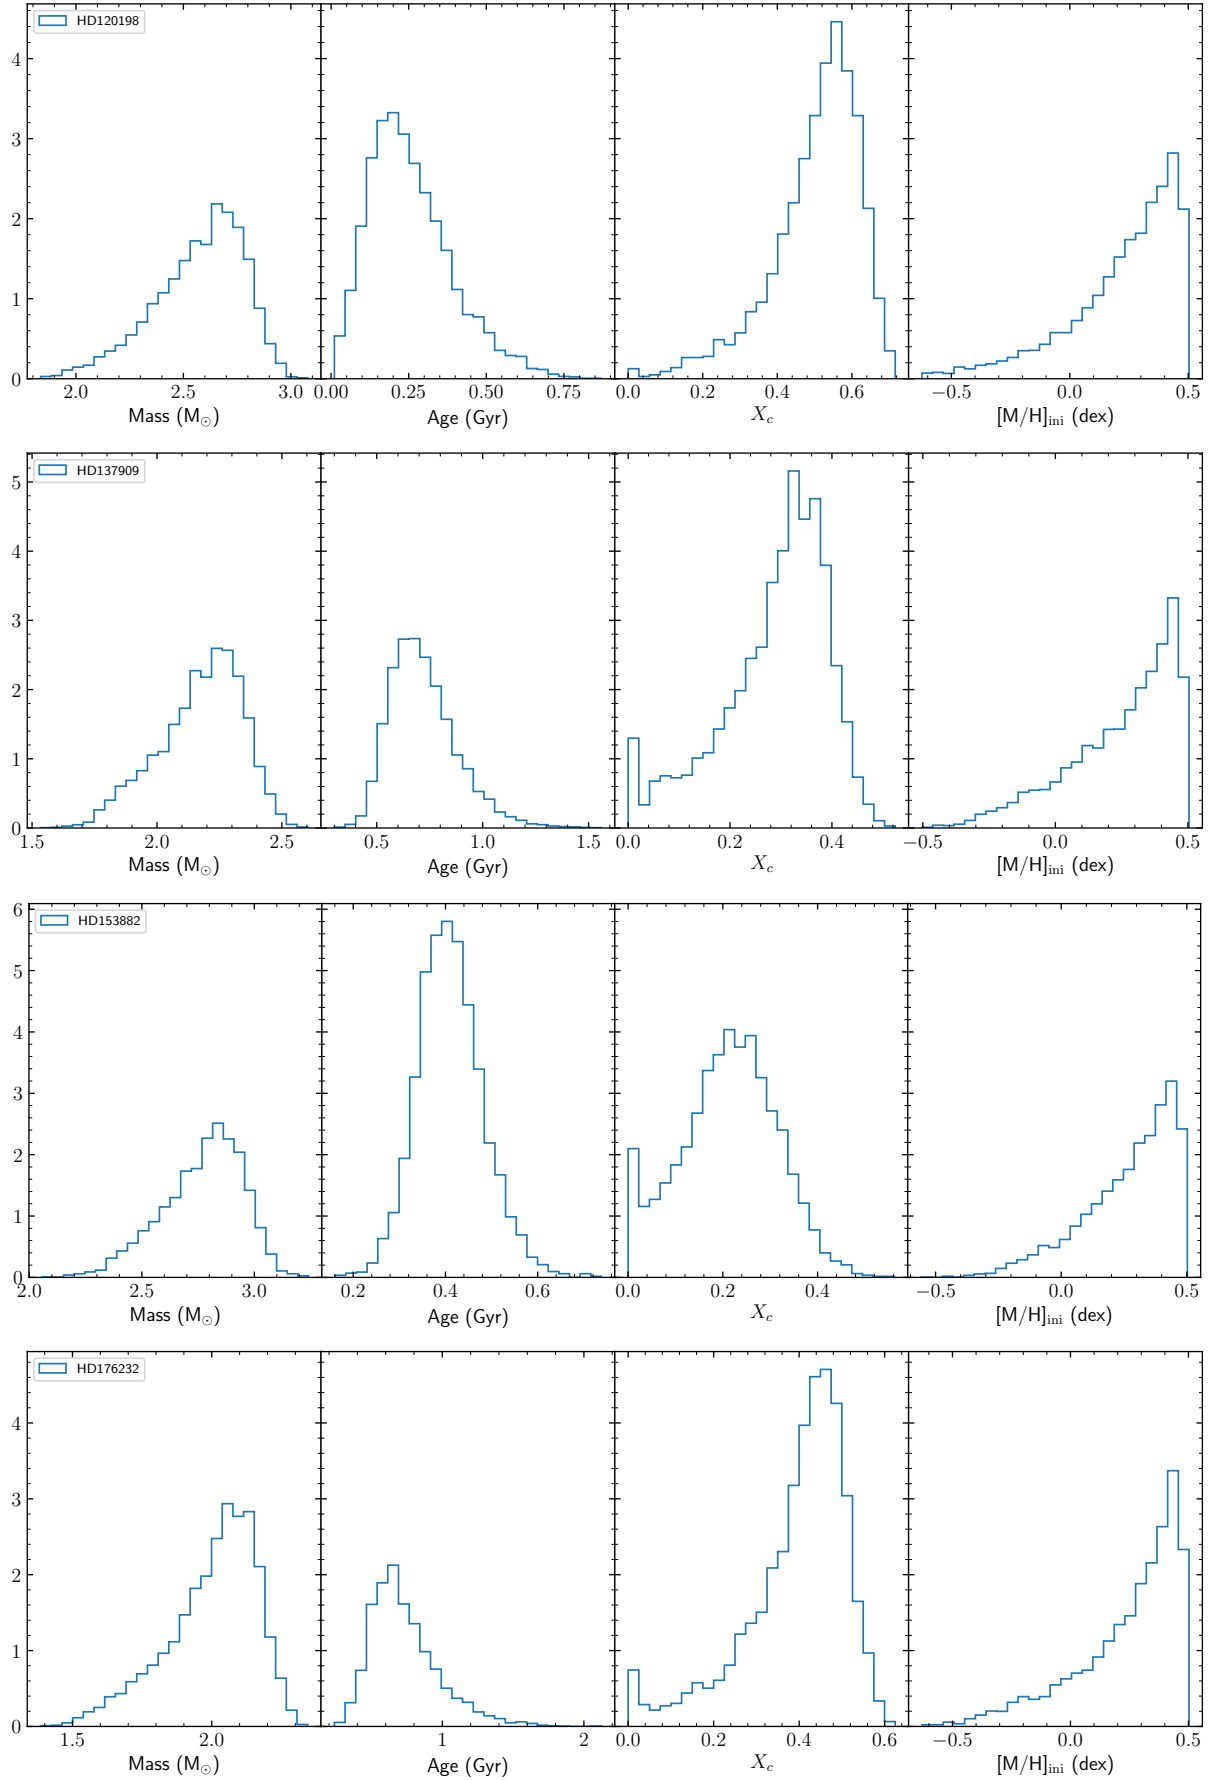 HD120198
0
1
2
3
4
2.0 2.5 3.0
0.00 0.25 0.50 0.75
0.0 0.2 0.4 0.6
−0.5 0.0 0.5
Mass (M⊙)
Age (Gyr)
X_c
[M/H]ini (dex)
HD137909
0
1
2
3
4
5
1.5 2.0 2.5
0.5 1.0 1.5
0.0 0.2 0.4
−0.5 0.0 0.5
Mass (M⊙)
Age (Gyr)
X_c
[M/H]ini (dex)
HD153882
0
1
2
3
4
5
6
2.0 2.5 3.0
0.2 0.4 0.6
0.0 0.2 0.4
−0.5 0.0 0.5
Mass (M⊙)
Age (Gyr)
X_c
[M/H]ini (dex)
HD176232
0
1
2
3
4
1.5 2.0
1 2
0.0 0.2 0.4 0.6
−0.5 0.0 0.5
Mass (M⊙)
Age (Gyr)
X_c
[M/H]ini (dex)